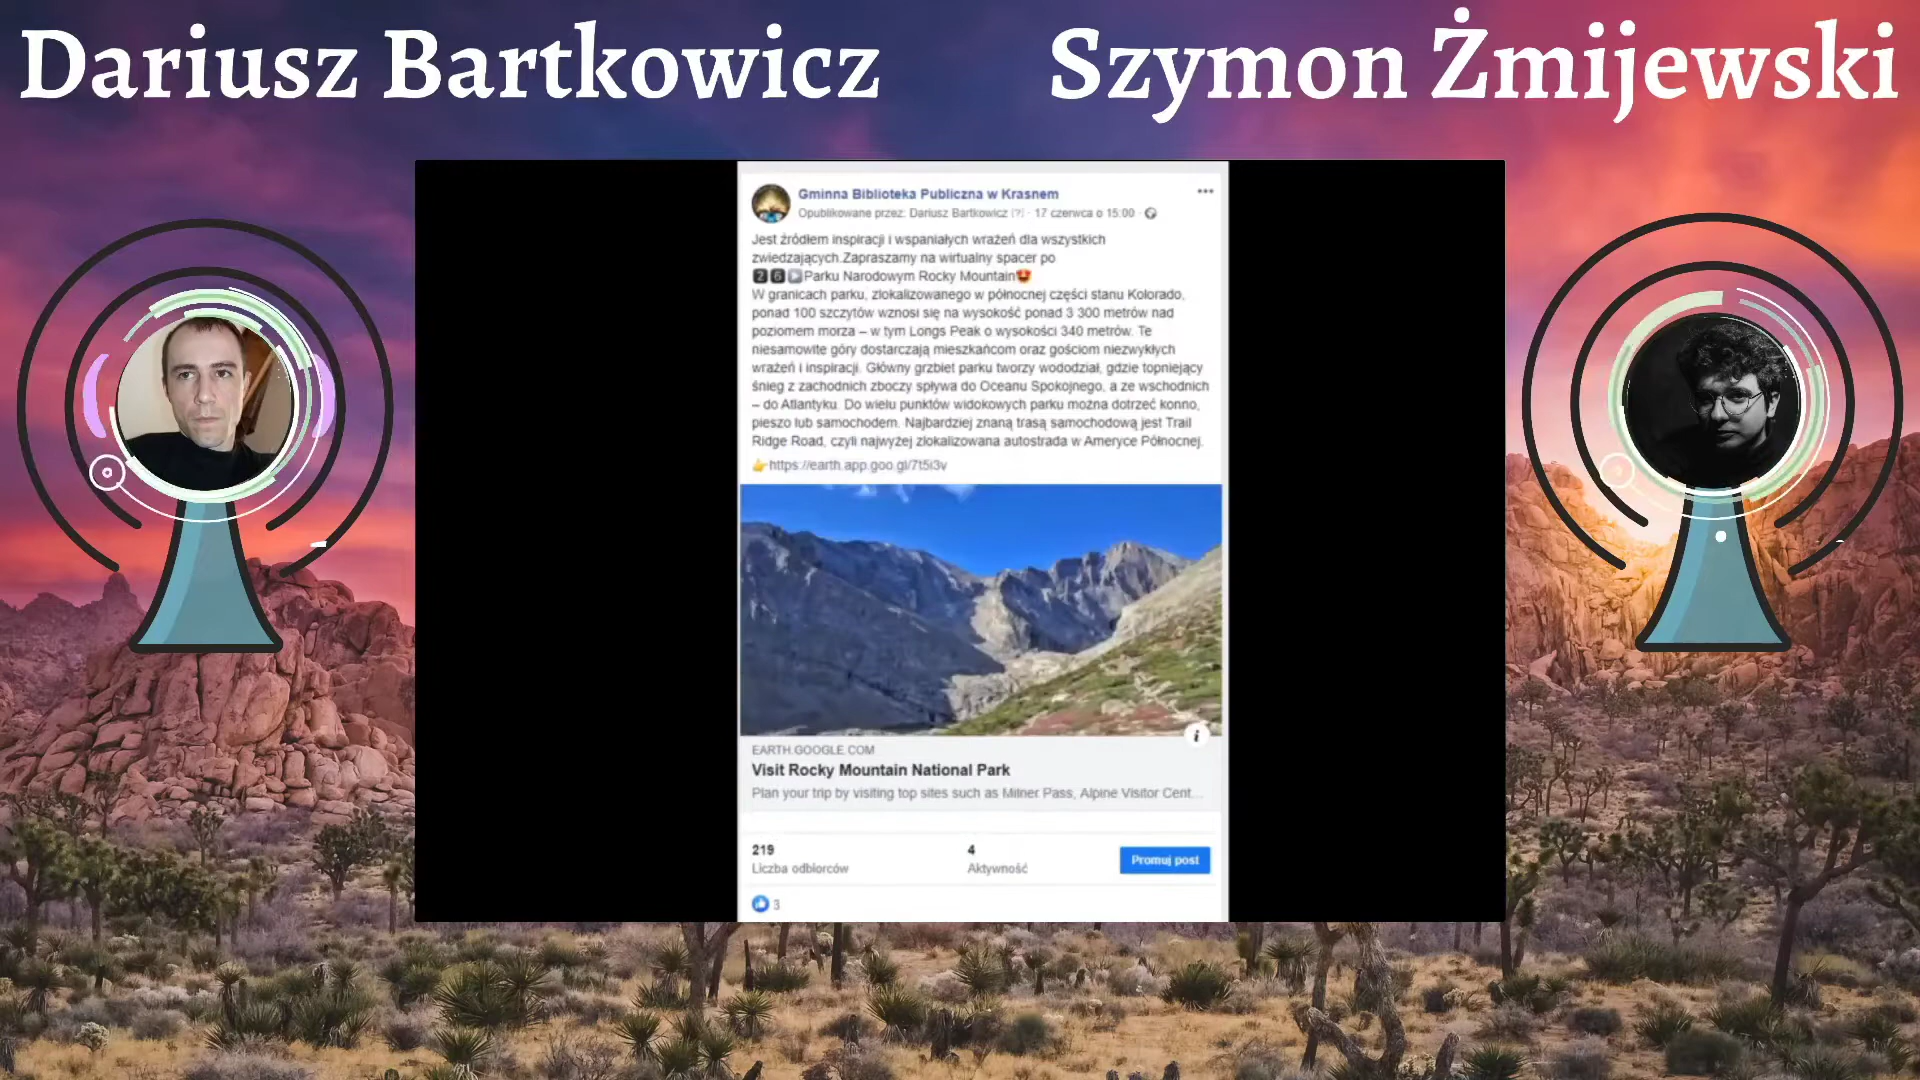 Dariusz Bartkowicz
Szymon Żmijewski
Gminna Biblioteka Publiczna w Krasnem
Opublikowane przez: Dariusz Bartkowicz [?] · 17 czerwca o 15:00 ·
Jest źródłem inspiracji i wspaniałych wrażeń dla wszystkich
zwiedzających.Zapraszamy na wirtualny spacer po
2 6 Parku Narodowym Rocky Mountain
W granicach parku, zlokalizowanego w północnej części stanu Kolorado,
ponad 100 szczytów wznosi się na wysokość ponad 3 300 metrów nad
poziomem morza – w tym Longs Peak o wysokości 340 metrów. Te
niesamowite góry dostarczają mieszkańcom oraz gościom niezwykłych
wrażeń i inspiracji. Główny grzbiet parku tworzy wododział, gdzie topniejący
śnieg z zachodnich zboczy spływa do Oceanu Spokojnego, a ze wschodnich
– do Atlantyku. Do wielu punktów widokowych parku można dotrzeć konno,
pieszo lub samochodem. Najbardziej znaną trasą samochodową jest Trail
Ridge Road, czyli najwyżej zlokalizowana autostrada w Ameryce Północnej.
https://earth.app.goo.gl/7t5i3v
i
EARTH.GOOGLE.COM
Visit Rocky Mountain National Park
Plan your trip by visiting top sites such as Milner Pass, Alpine Visitor Cent...
219
Liczba odbiorców
4
Aktywność
Promuj post
3